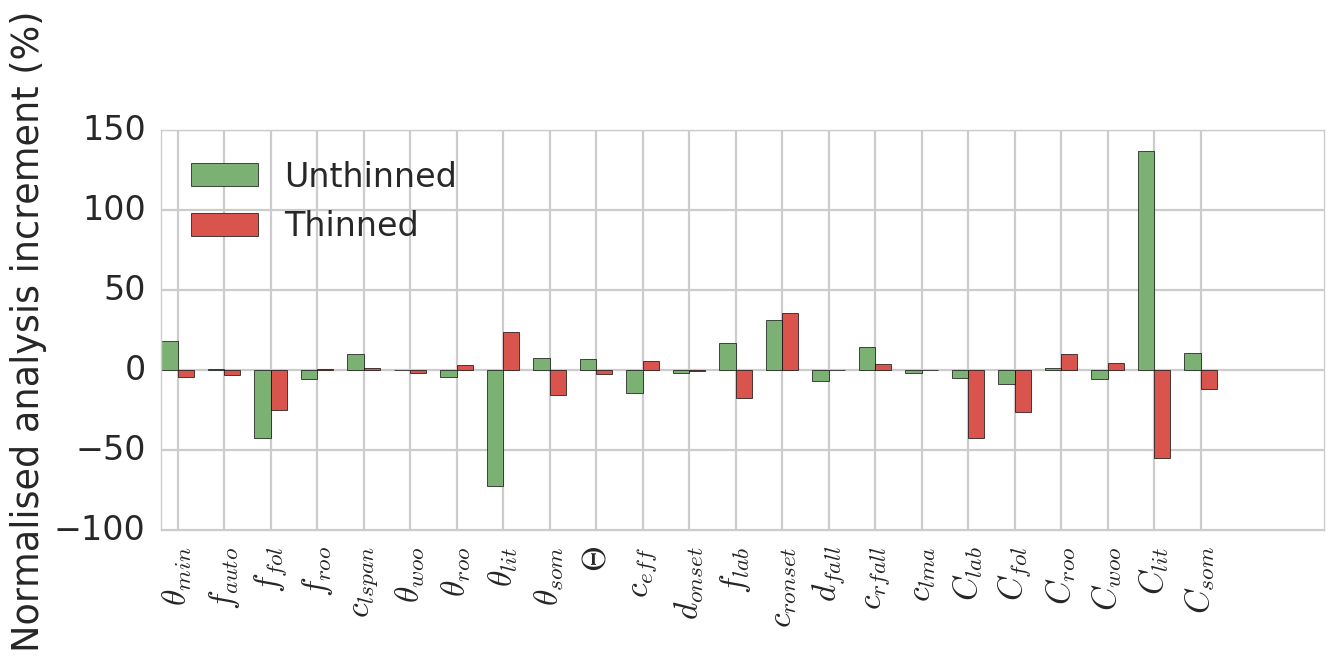 Normalised analysis increment (%)
150
100
50
0
−50
−100
Unthinned
Thinned
θ_min
f_auto
f_fol
f_roo
c_lspan
θ_woo
θ_roo
θ_lit
θ_som
Θ
c_eff
d_onset
f_lab
c_ronset
d_fall
c_rfall
c_lma
C_lab
C_fol
C_roo
C_woo
C_lit
C_som